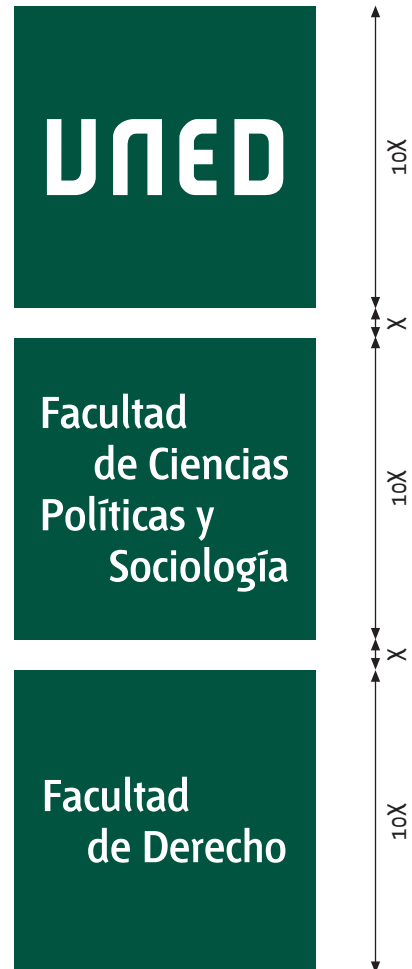 UNED
10X
X
Facultad
de Ciencias
Políticas y
Sociología
10X
X
Facultad
de Derecho
10X